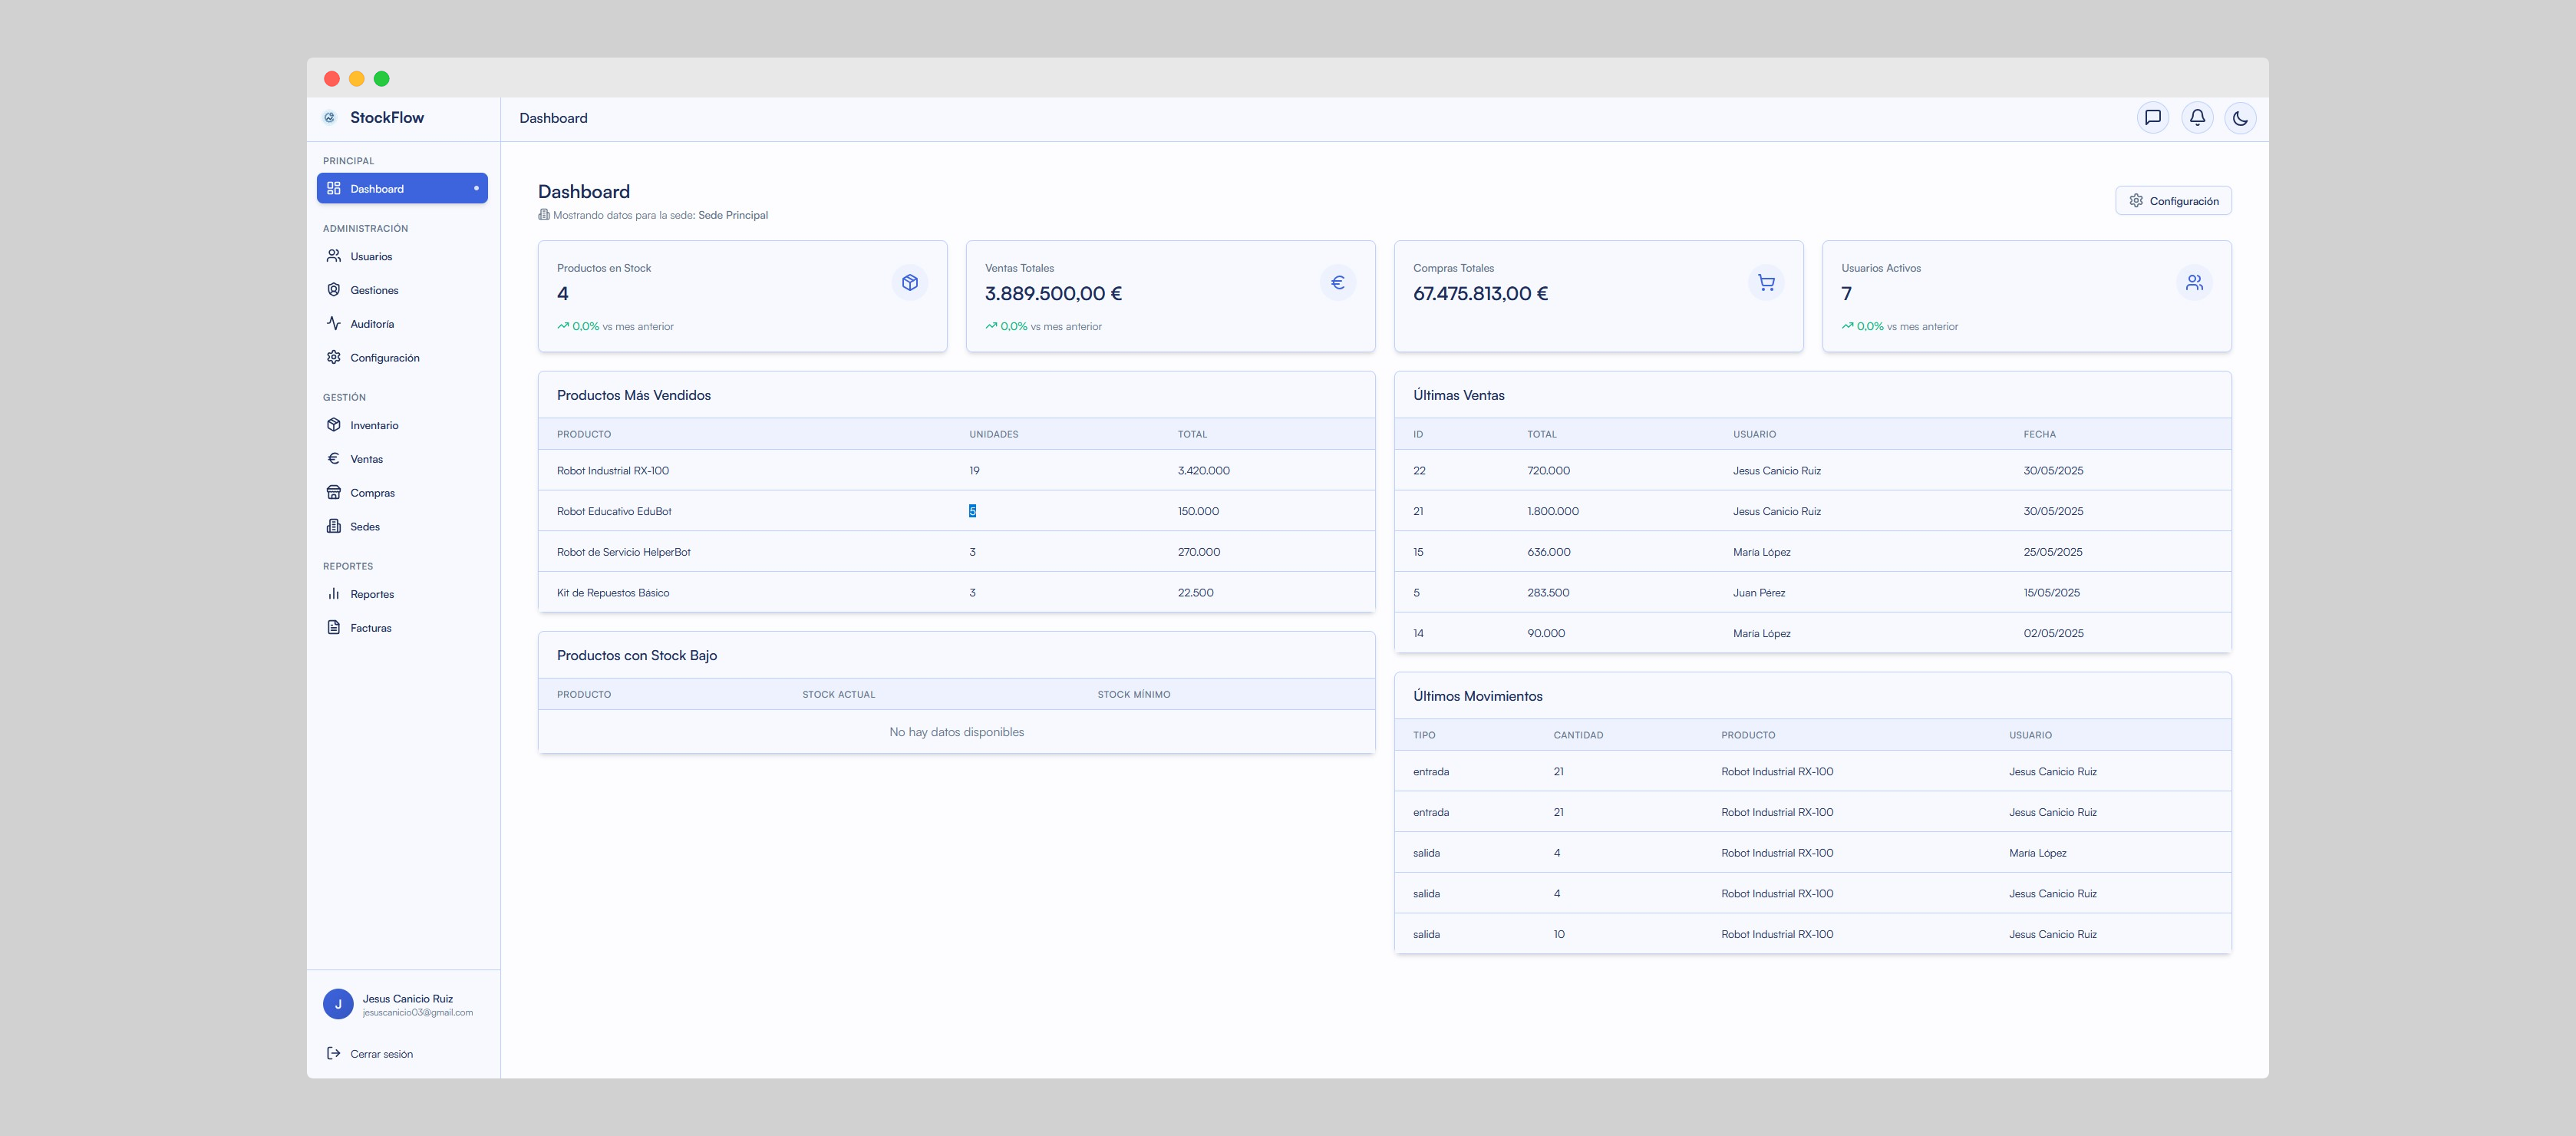 StockFlow
Dashboard
PRINCIPAL
Dashboard
ADMINISTRACIÓN
Usuarios
Gestiones
Auditoría
Configuración
GESTIÓN
Inventario
Ventas
Compras
Sedes
REPORTES
Reportes
Facturas
Jesus Canicio Ruiz
jesuscanicio03@gmail.com
J
Cerrar sesión
Dashboard
Mostrando datos para la sede: Sede Principal
Configuración
Productos en Stock
4
0,0% vs mes anterior
Ventas Totales
3.889.500,00 €
0,0% vs mes anterior
Compras Totales
67.475.813,00 €
Usuarios Activos
7
0,0% vs mes anterior
Productos Más Vendidos
PRODUCTO UNIDADES TOTAL
Robot Industrial RX-100 19 3.420.000
Robot Educativo EduBot 5 150.000
Robot de Servicio HelperBot 3 270.000
Kit de Repuestos Básico 3 22.500
Productos con Stock Bajo
PRODUCTO STOCK ACTUAL STOCK MÍNIMO
No hay datos disponibles
Últimas Ventas
ID TOTAL USUARIO FECHA
22 720.000 Jesus Canicio Ruiz 30/05/2025
21 1.800.000 Jesus Canicio Ruiz 30/05/2025
15 636.000 María López 25/05/2025
5 283.500 Juan Pérez 15/05/2025
14 90.000 María López 02/05/2025
Últimos Movimientos
TIPO CANTIDAD PRODUCTO USUARIO
entrada 21 Robot Industrial RX-100 Jesus Canicio Ruiz
entrada 21 Robot Industrial RX-100 Jesus Canicio Ruiz
salida 4 Robot Industrial RX-100 María López
salida 4 Robot Industrial RX-100 Jesus Canicio Ruiz
salida 10 Robot Industrial RX-100 Jesus Canicio Ruiz